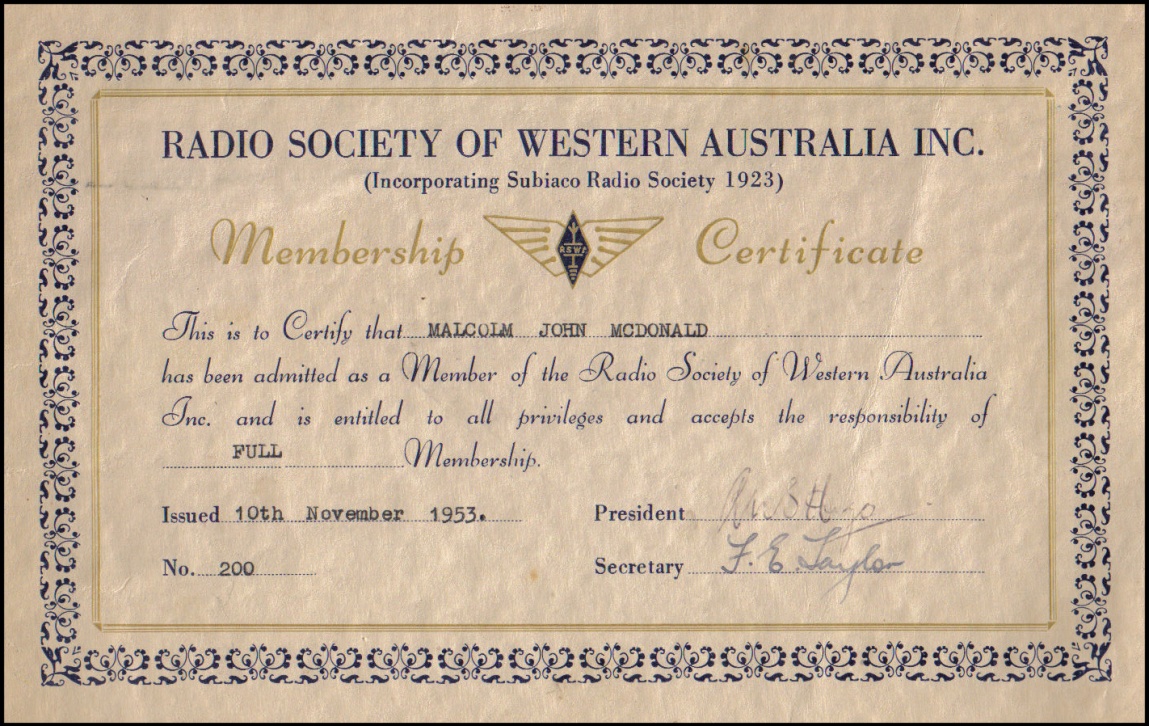 RADIO SOCIETY OF WESTERN AUSTRALIA INC.
(Incorporating Subiaco Radio Society 1923)
Membership Certificate
RSWA
This is to Certify that MALCOLM JOHN MCDONALD
has been admitted as a Member of the Radio Society of Western Australia
Inc. and is entitled to all privileges and accepts the responsibility of
FULL Membership.
Issued 10th November 1953.
President
No. 200
Secretary F. E. Taylor